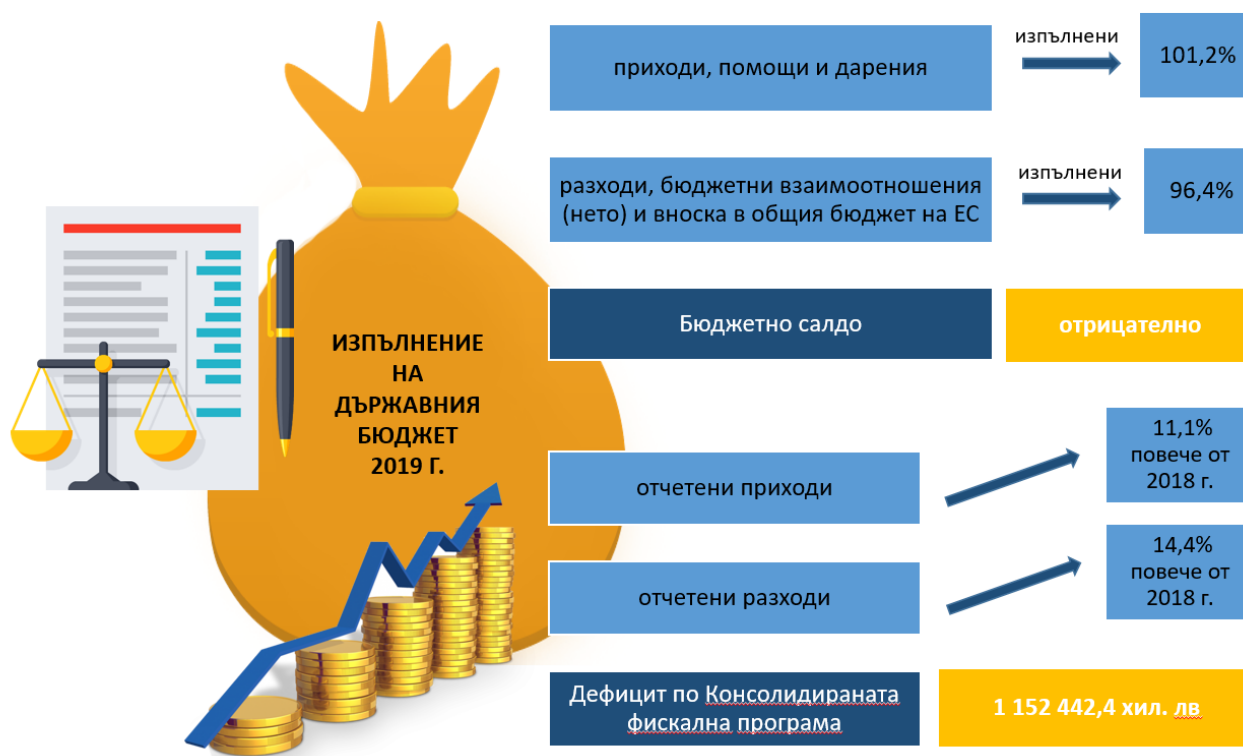 ИЗПЪЛНЕНИЕ
НА
ДЪРЖАВНИЯ
БЮДЖЕТ
2019 Г.
приходи, помощи и дарения
изпълнени
101,2%
разходи, бюджетни взаимоотношения
(нето) и вноска в общия бюджет на ЕС
изпълнени
96,4%
Бюджетно салдо
отрицателно
отчетени приходи
11,1%
повече от
2018 г.
отчетени разходи
14,4%
повече от
2018 г.
Дефицит по Консолидираната
фискална програма
1 152 442,4 хил. лв